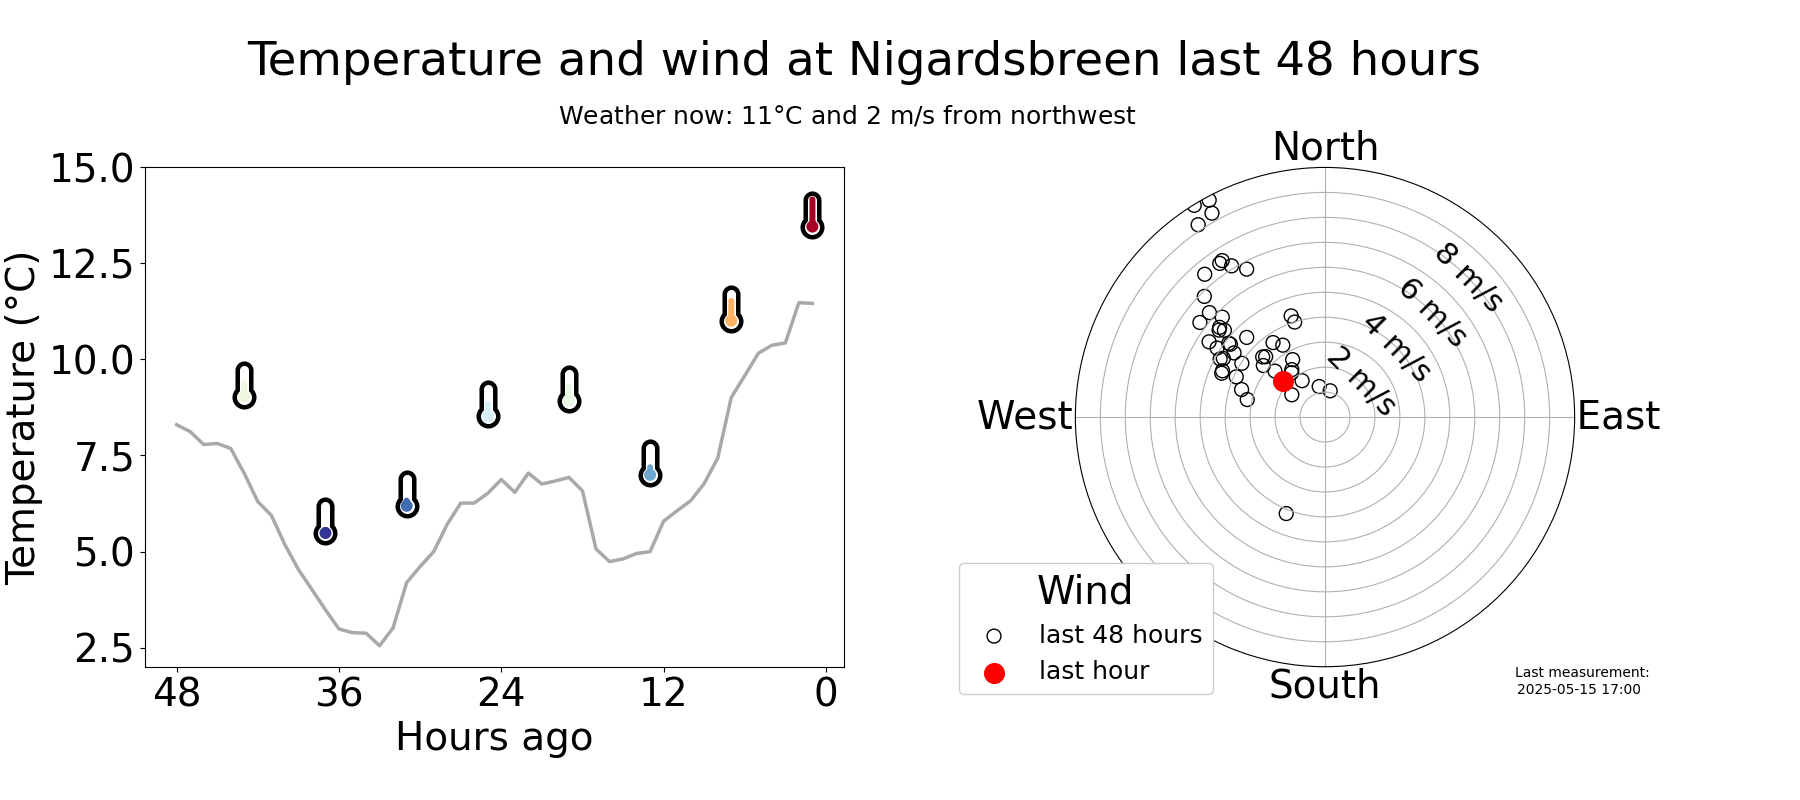 Temperature and wind at Nigardsbreen last 48 hours
Weather now: 11°C and 2 m/s from northwest
15.0
12.5
10.0
7.5
5.0
2.5
Temperature (°C)
48 36 24 12 0
Hours ago
North
West
East
South
8 m/s
6 m/s
4 m/s
2 m/s
Wind
last 48 hours
last hour
Last measurement:
2025-05-15 17:00